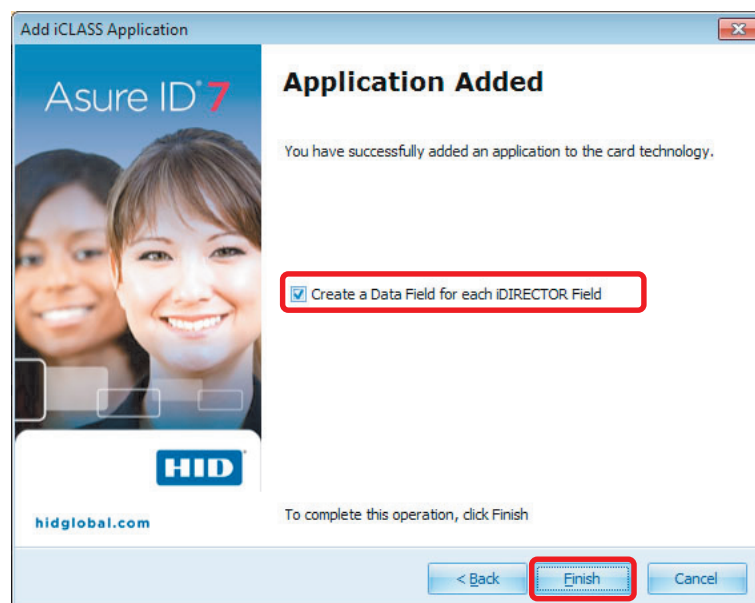 Add iCLASS Application
Asure ID® 7
Application Added
You have successfully added an application to the card technology.
Create a Data Field for each iDIRECTOR Field
HID
hidglobal.com
To complete this operation, click Finish
< Back
Finish
Cancel